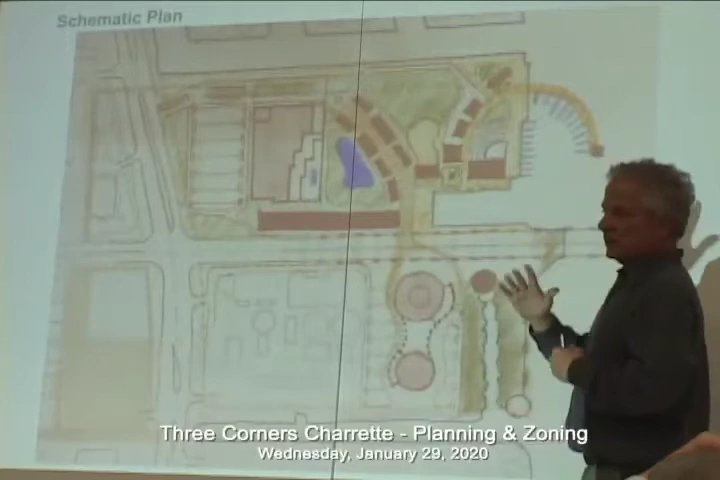 Schematic Plan
Three Corners Charrette - Planning & Zoning
Wednesday, January 29, 2020